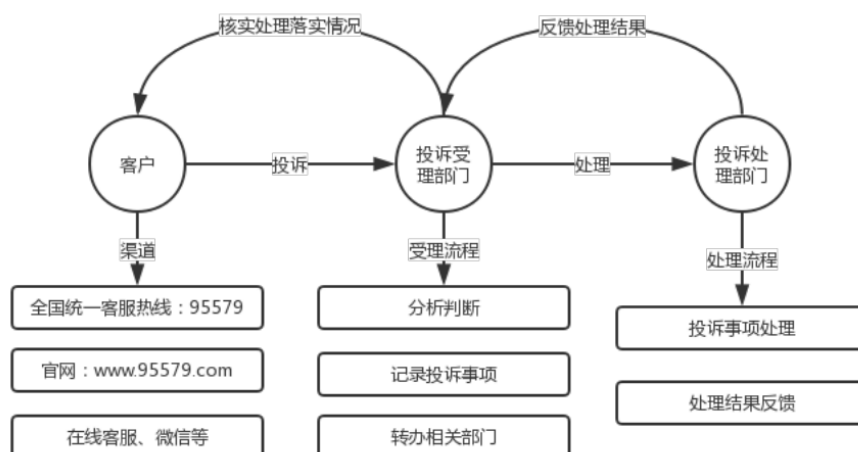 核实处理落实情况
反馈处理结果
客户
投诉
投诉受
理部门
处理
投诉处
理部门
渠道
受理流程
处理流程
全国统一客服热线：95579
分析判断
投诉事项处理
官网：www.95579.com
记录投诉事项
处理结果反馈
在线客服、微信等
转办相关部门